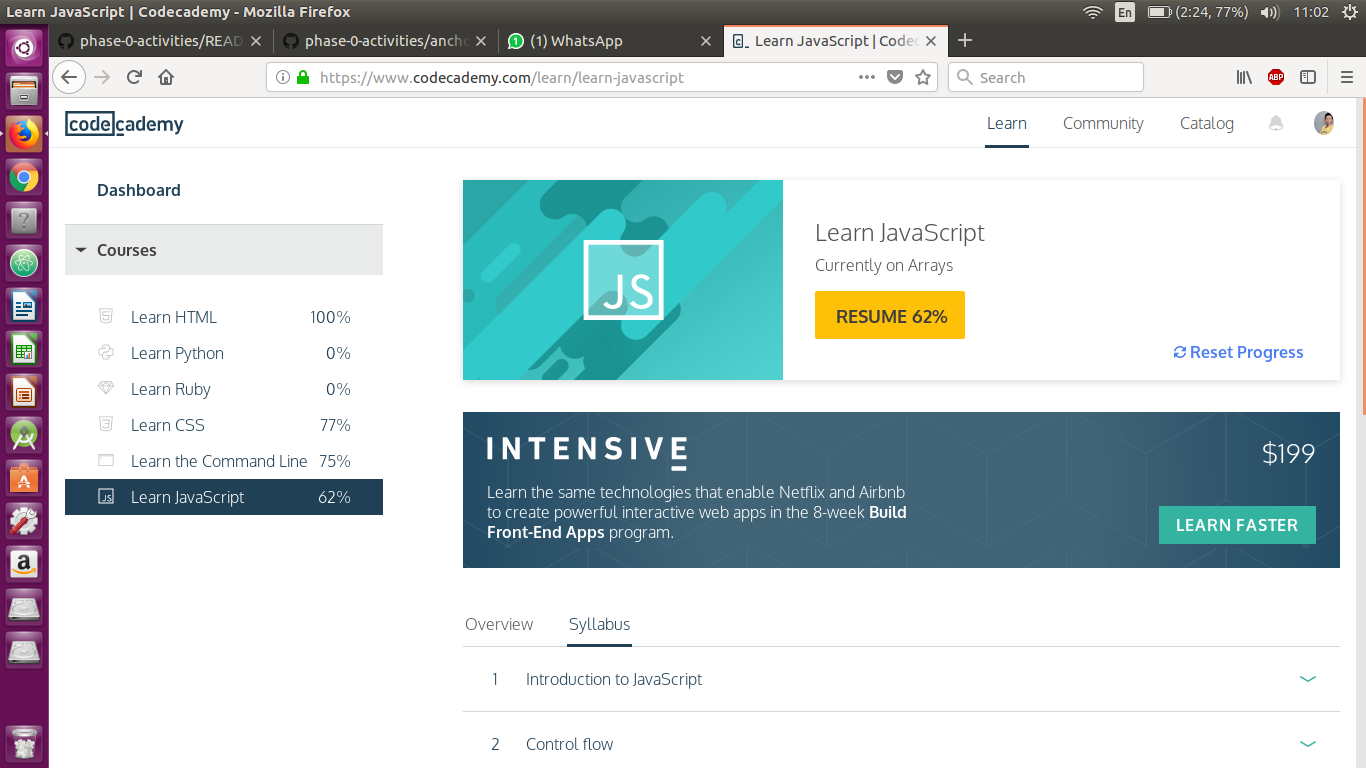 Learn JavaScript | Codecademy - Mozilla Firefox
En
(2:24, 77%)
11:02
phase-0-activities/READ
phase-0-activities/ancho
(1) WhatsApp
Learn JavaScript | Codec
https://www.codecademy.com/learn/learn-javascript
Search
ABP
codecademy
Learn
Community
Catalog
Dashboard
Courses
Learn HTML 100%
Learn Python 0%
Learn Ruby 0%
Learn CSS 77%
Learn the Command Line 75%
JS Learn JavaScript 62%
JS
Learn JavaScript
Currently on Arrays
RESUME 62%
Reset Progress
INTENSIVE
$199
Learn the same technologies that enable Netflix and Airbnb
to create powerful interactive web apps in the 8-week Build
Front-End Apps program.
LEARN FASTER
Overview
Syllabus
1 Introduction to JavaScript
2 Control flow